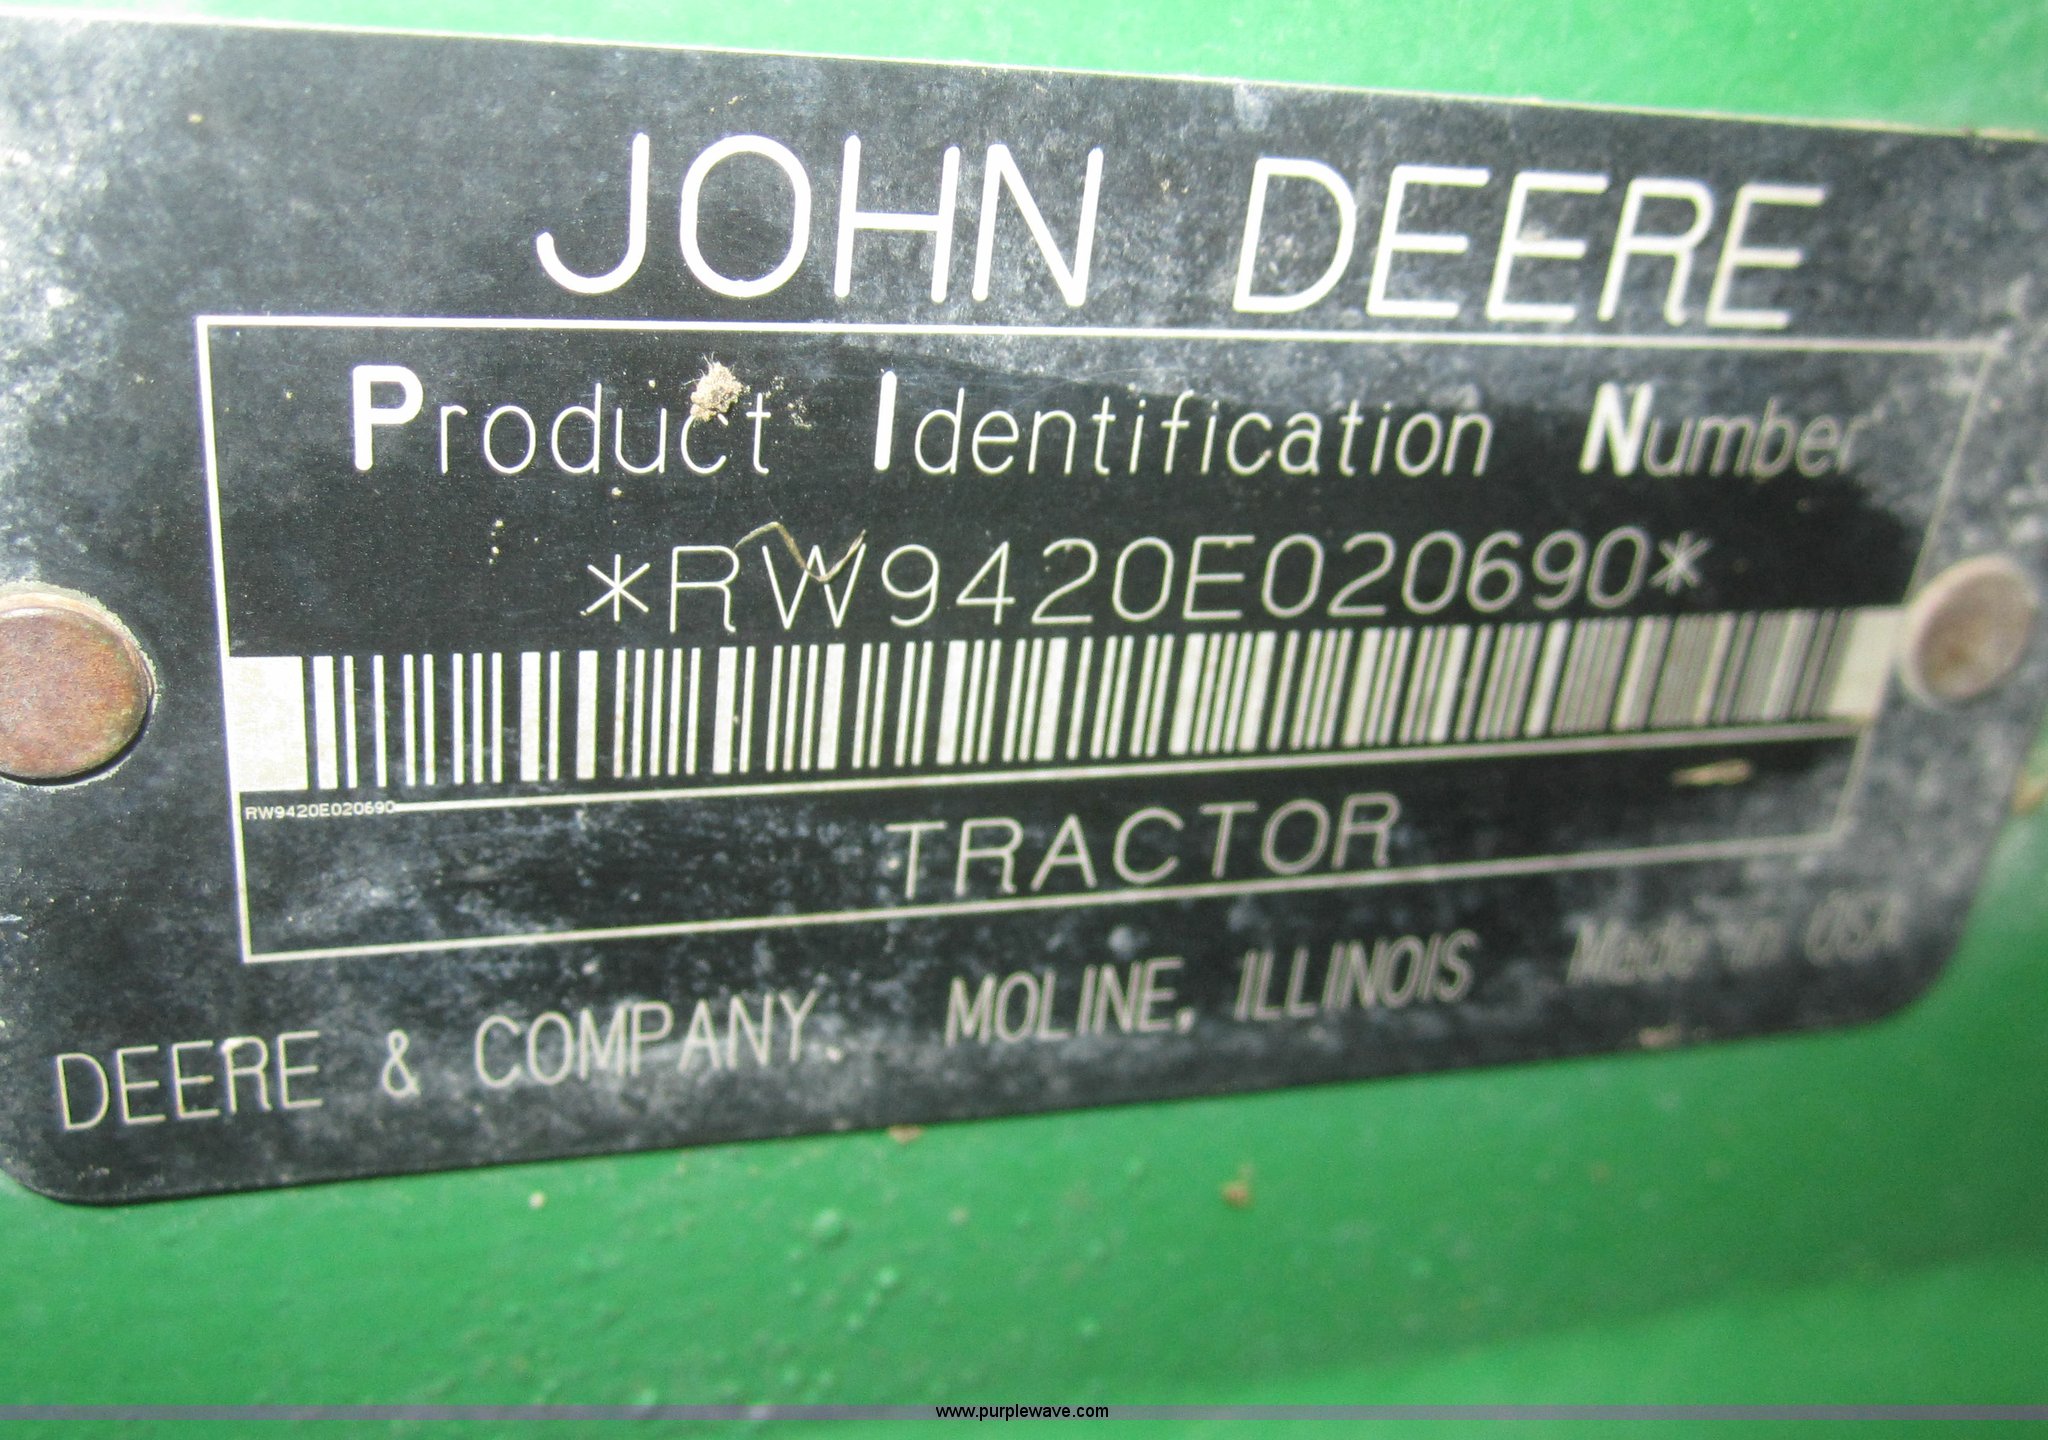 JOHN DEERE
Product Identification Number
*RW9420E020690*
RW9420E020690
TRACTOR
DEERE & COMPANY. MOLINE, ILLINOIS Made in USA
www.purplewave.com